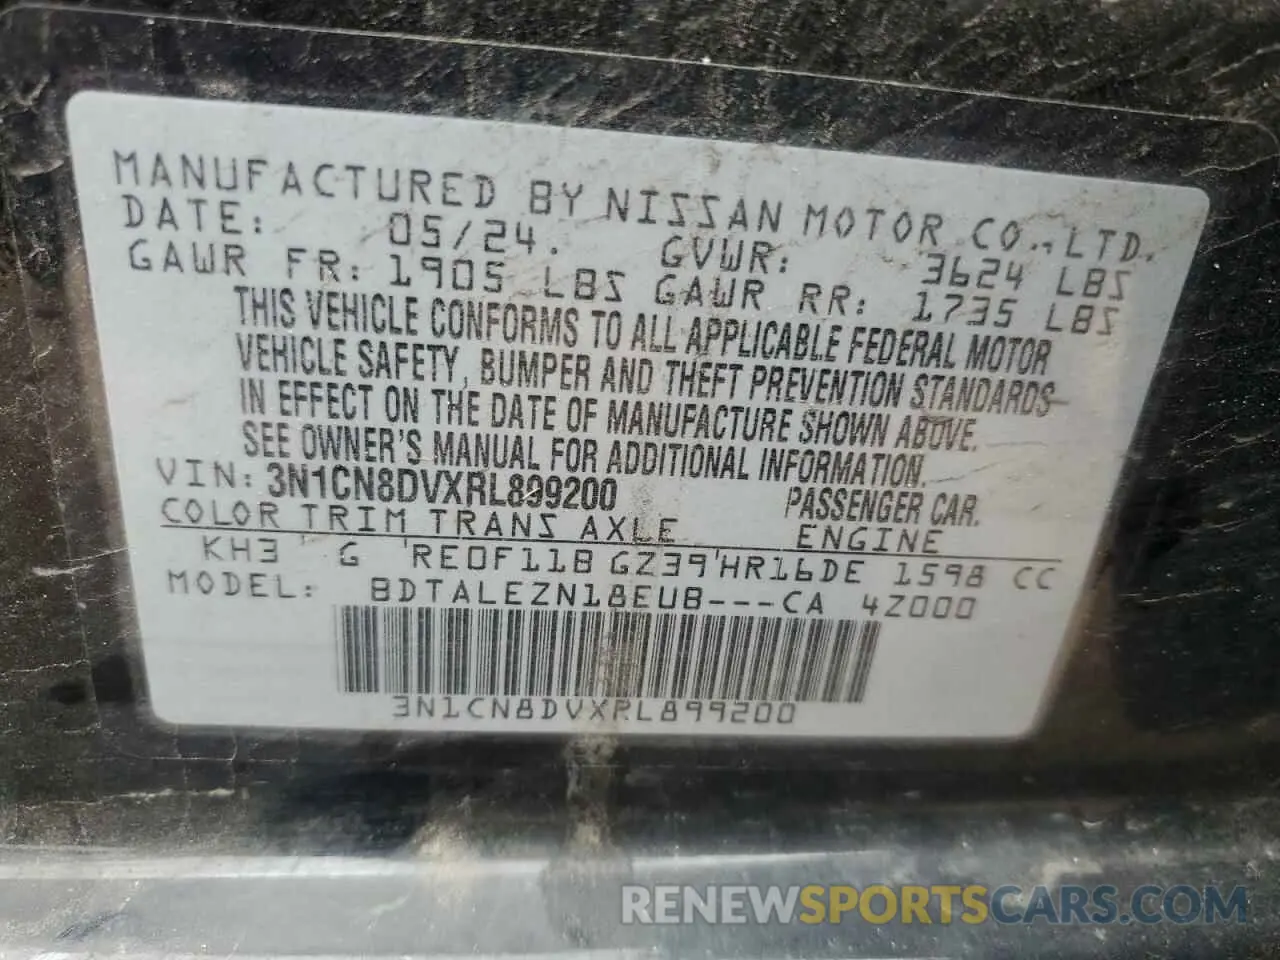 MANUFACTURED BY NISSAN MOTOR CO., LTD.
DATE: 05/24. GVWR: 3624 LBS
GAWR FR: 1905 LBS GAWR RR: 1735 LBS
THIS VEHICLE CONFORMS TO ALL APPLICABLE FEDERAL MOTOR
VEHICLE SAFETY, BUMPER AND THEFT PREVENTION STANDARDS
IN EFFECT ON THE DATE OF MANUFACTURE SHOWN ABOVE.
SEE OWNER'S MANUAL FOR ADDITIONAL INFORMATION.
VIN: 3N1CN8DVXRL899200 PASSENGER CAR.
COLOR TRIM TRANS AXLE ENGINE
KH3 G RE0F11B GZ39 HR16DE 1598 CC
MODEL: BDTALEZN18EUB---CA 4Z000
3N1CN8DVXRL899200
RENEWSPORTSCARS.COM